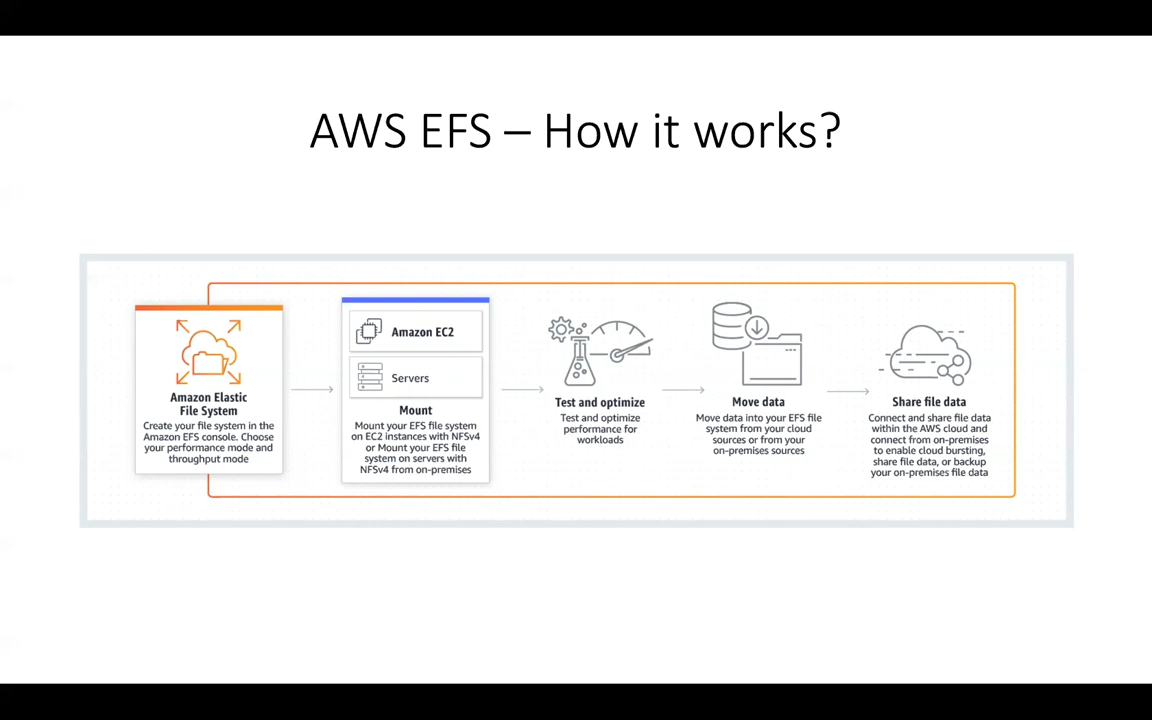 AWS EFS – How it works?
Amazon Elastic
File System
Create your file system in the
Amazon EFS console. Choose
your performance mode and
throughput mode
Amazon EC2
Servers
Mount
Mount your EFS file system
on EC2 instances with NFSv4
or Mount your EFS file
system on servers with
NFSv4 from on-premises
Test and optimize
Test and optimize
performance for
workloads
Move data
Move data into your EFS file
system from your cloud
sources or from your
on-premises sources
Share file data
Connect and share file data
within the AWS cloud and
connect from on-premises
to enable cloud bursting,
share file data, or backup
your on-premises file data